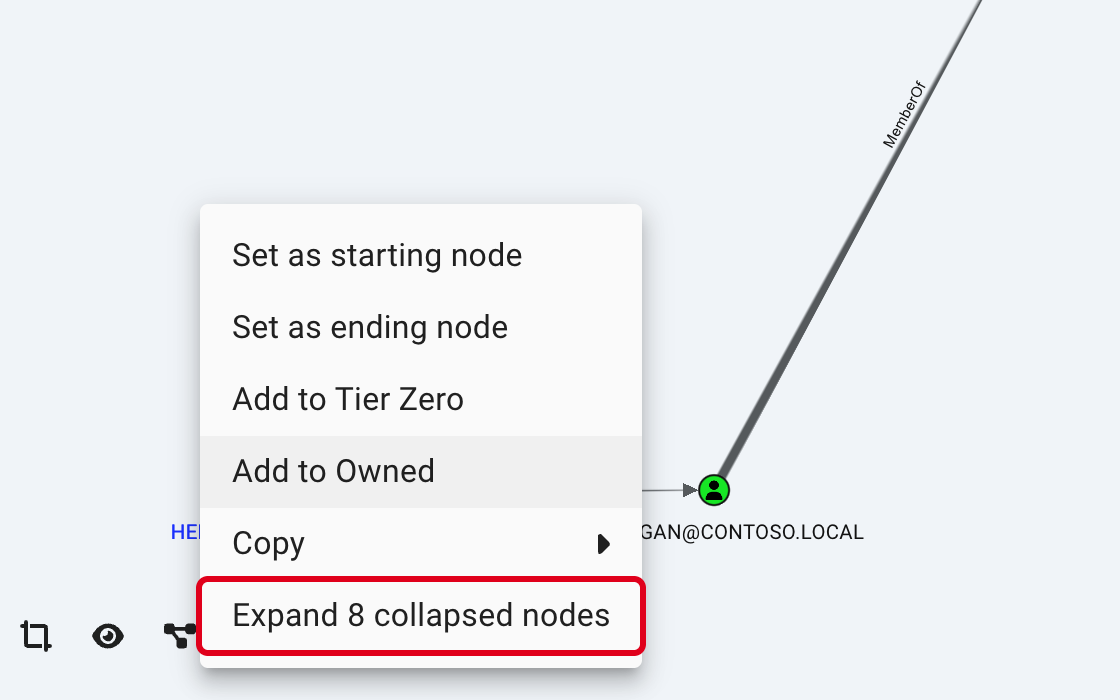 MemberOf
Set as starting node
Set as ending node
Add to Tier Zero
Add to Owned
Copy
Expand 8 collapsed nodes
GAN@CONTOSO.LOCAL